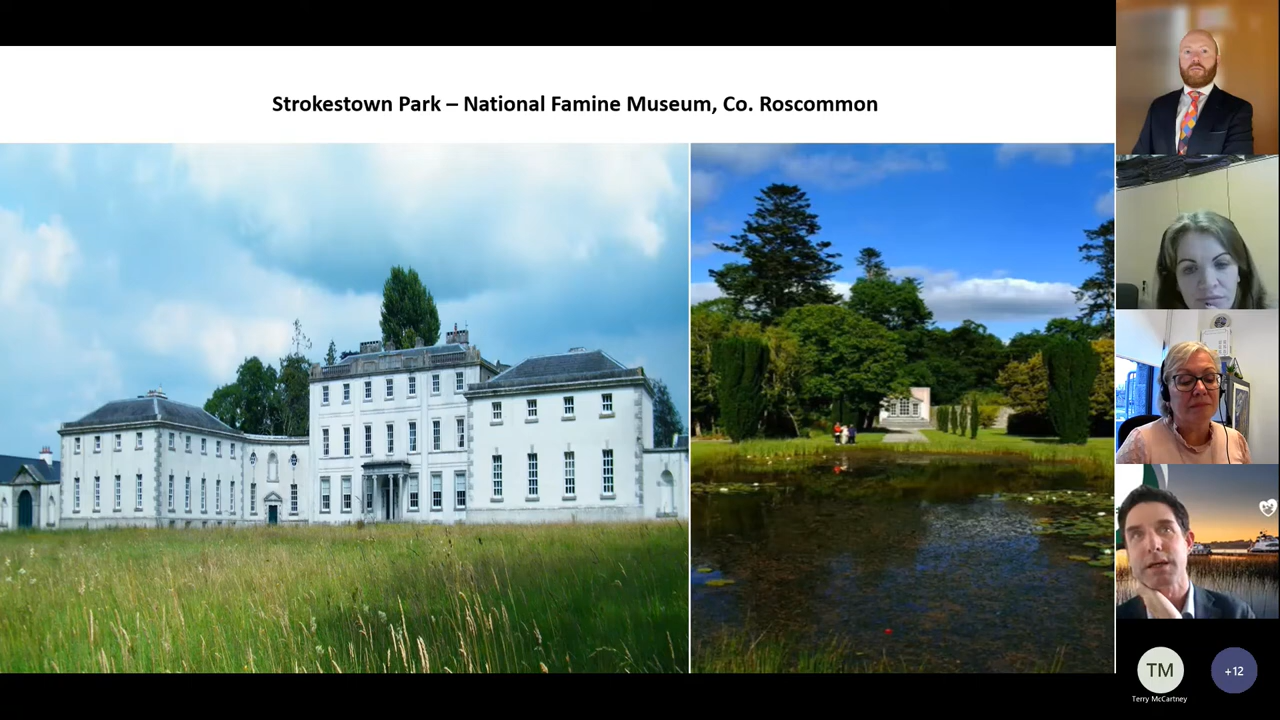 Strokestown Park – National Famine Museum, Co. Roscommon
TM
Terry McCartney
+12